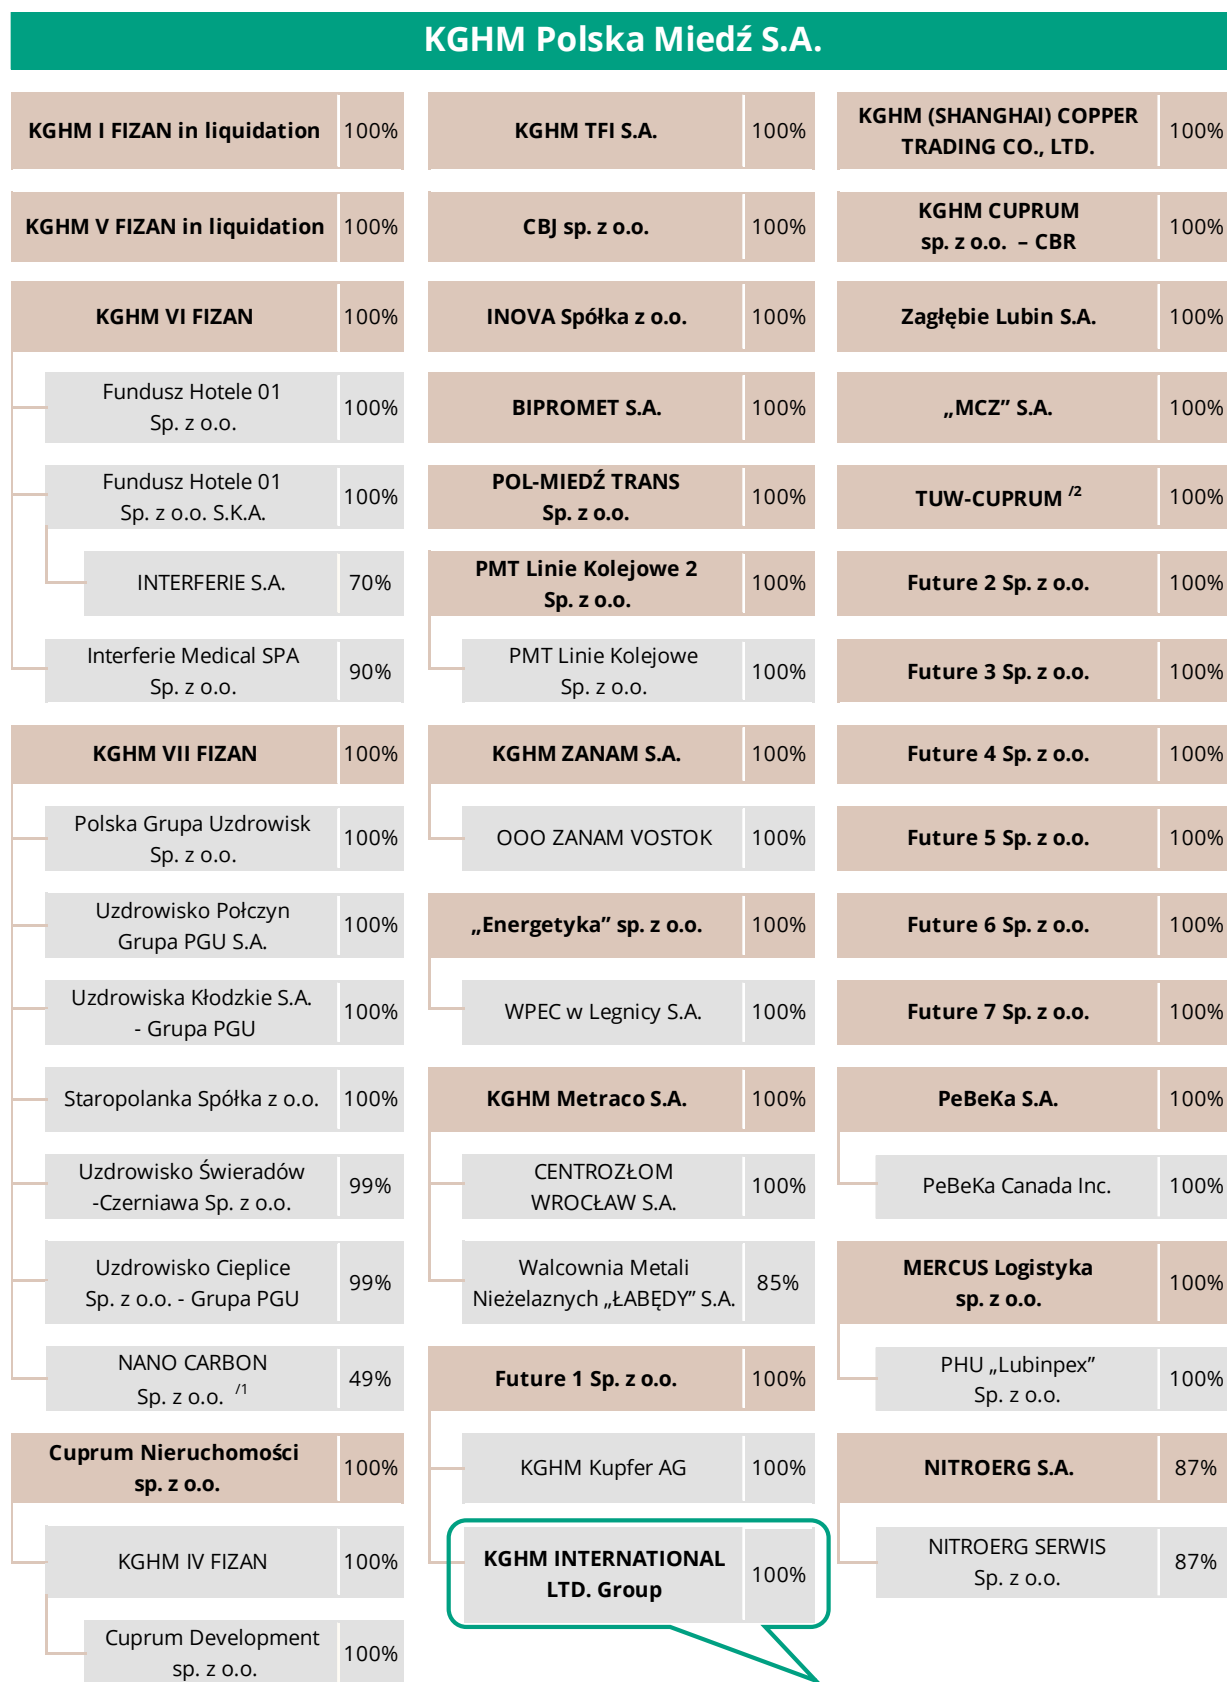 KGHM Polska Miedź S.A.
KGHM I FIZAN in liquidation 100%
KGHM V FIZAN in liquidation 100%
KGHM VI FIZAN 100%
Fundusz Hotele 01
Sp. z o.o. 100%
Fundusz Hotele 01
Sp. z o.o. S.K.A. 100%
INTERFERIE S.A. 70%
Interferie Medical SPA
Sp. z o.o. 90%
KGHM VII FIZAN 100%
Polska Grupa Uzdrowisk
Sp. z o.o. 100%
Uzdrowisko Połczyn
Grupa PGU S.A. 100%
Uzdrowiska Kłodzkie S.A.
- Grupa PGU 100%
Staropolanka Spółka z o.o. 100%
Uzdrowisko Świeradów
-Czerniawa Sp. z o.o. 99%
Uzdrowisko Cieplice
Sp. z o.o. - Grupa PGU 99%
NANO CARBON
Sp. z o.o. /1 49%
Cuprum Nieruchomości
sp. z o.o. 100%
KGHM IV FIZAN 100%
Cuprum Development
sp. z o.o. 100%
KGHM TFI S.A. 100%
CBJ sp. z o.o. 100%
INOVA Spółka z o.o. 100%
BIPROMET S.A. 100%
POL-MIEDŹ TRANS
Sp. z o.o. 100%
PMT Linie Kolejowe 2
Sp. z o.o. 100%
PMT Linie Kolejowe
Sp. z o.o. 100%
KGHM ZANAM S.A. 100%
OOO ZANAM VOSTOK 100%
„Energetyka” sp. z o.o. 100%
WPEC w Legnicy S.A. 100%
KGHM Metraco S.A. 100%
CENTROZŁOM
WROCŁAW S.A. 100%
Walcownia Metali
Nieżelaznych „ŁABĘDY” S.A. 85%
Future 1 Sp. z o.o. 100%
KGHM Kupfer AG 100%
KGHM INTERNATIONAL
LTD. Group 100%
KGHM (SHANGHAI) COPPER
TRADING CO., LTD. 100%
KGHM CUPRUM
sp. z o.o. – CBR 100%
Zagłębie Lubin S.A. 100%
„MCZ” S.A. 100%
TUW-CUPRUM /2 100%
Future 2 Sp. z o.o. 100%
Future 3 Sp. z o.o. 100%
Future 4 Sp. z o.o. 100%
Future 5 Sp. z o.o. 100%
Future 6 Sp. z o.o. 100%
Future 7 Sp. z o.o. 100%
PeBeKa S.A. 100%
PeBeKa Canada Inc. 100%
MERCUS Logistyka
sp. z o.o. 100%
PHU „Lubinpex”
Sp. z o.o. 100%
NITROERG S.A. 87%
NITROERG SERWIS
Sp. z o.o. 87%